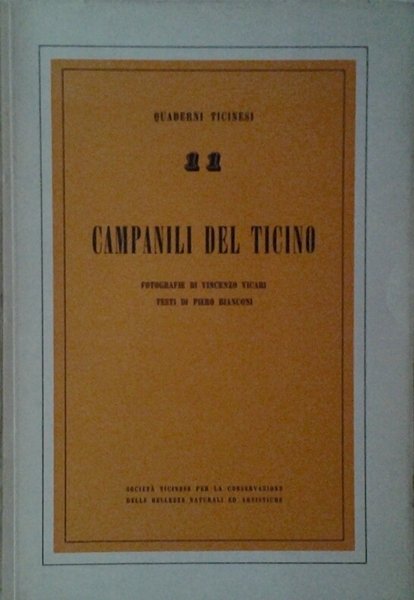 QUADERNI TICINESI
11
CAMPANILI DEL TICINO
FOTOGRAFIE DI VINCENZO VICARI
TESTI DI PIERO BIANCONI
SOCIETÀ TICINESE PER LA CONSERVAZIONE
DELLE BELLEZZE NATURALI ED ARTISTICHE